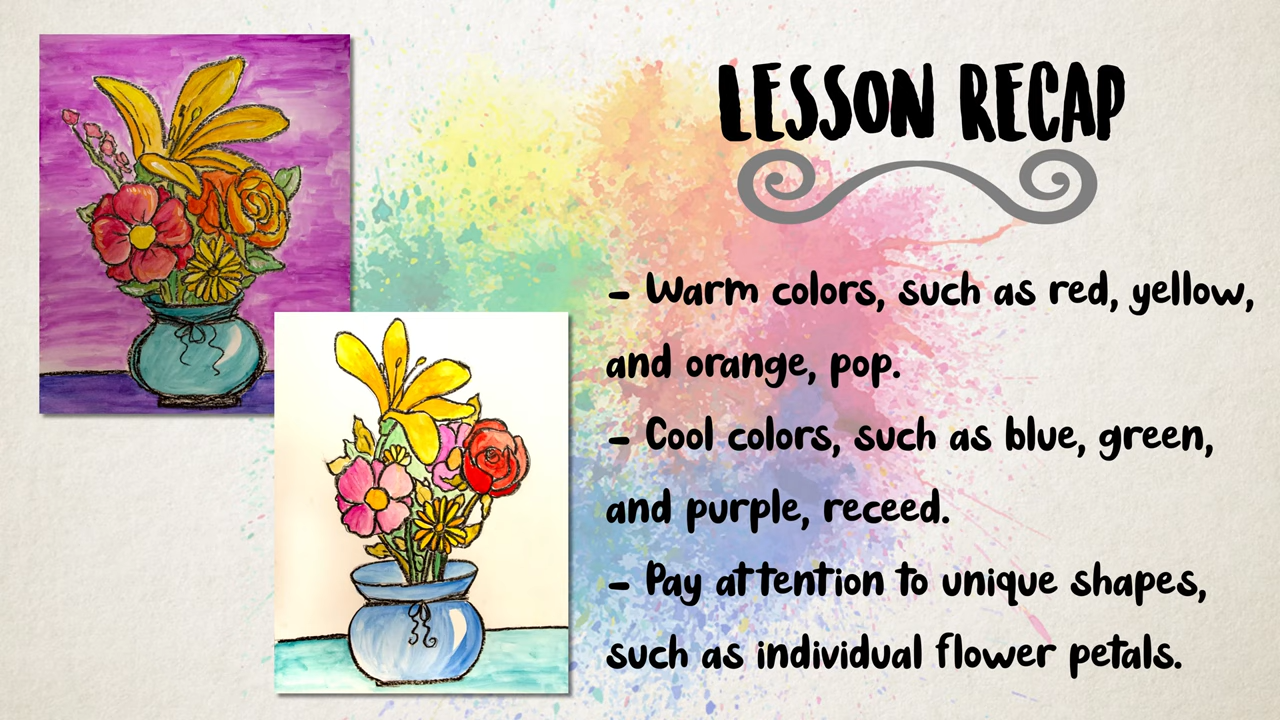 LESSON RECAP
- Warm colors, such as red, yellow,
and orange, pop.
- Cool colors, such as blue, green,
and purple, receed.
- Pay attention to unique shapes,
such as individual flower petals.